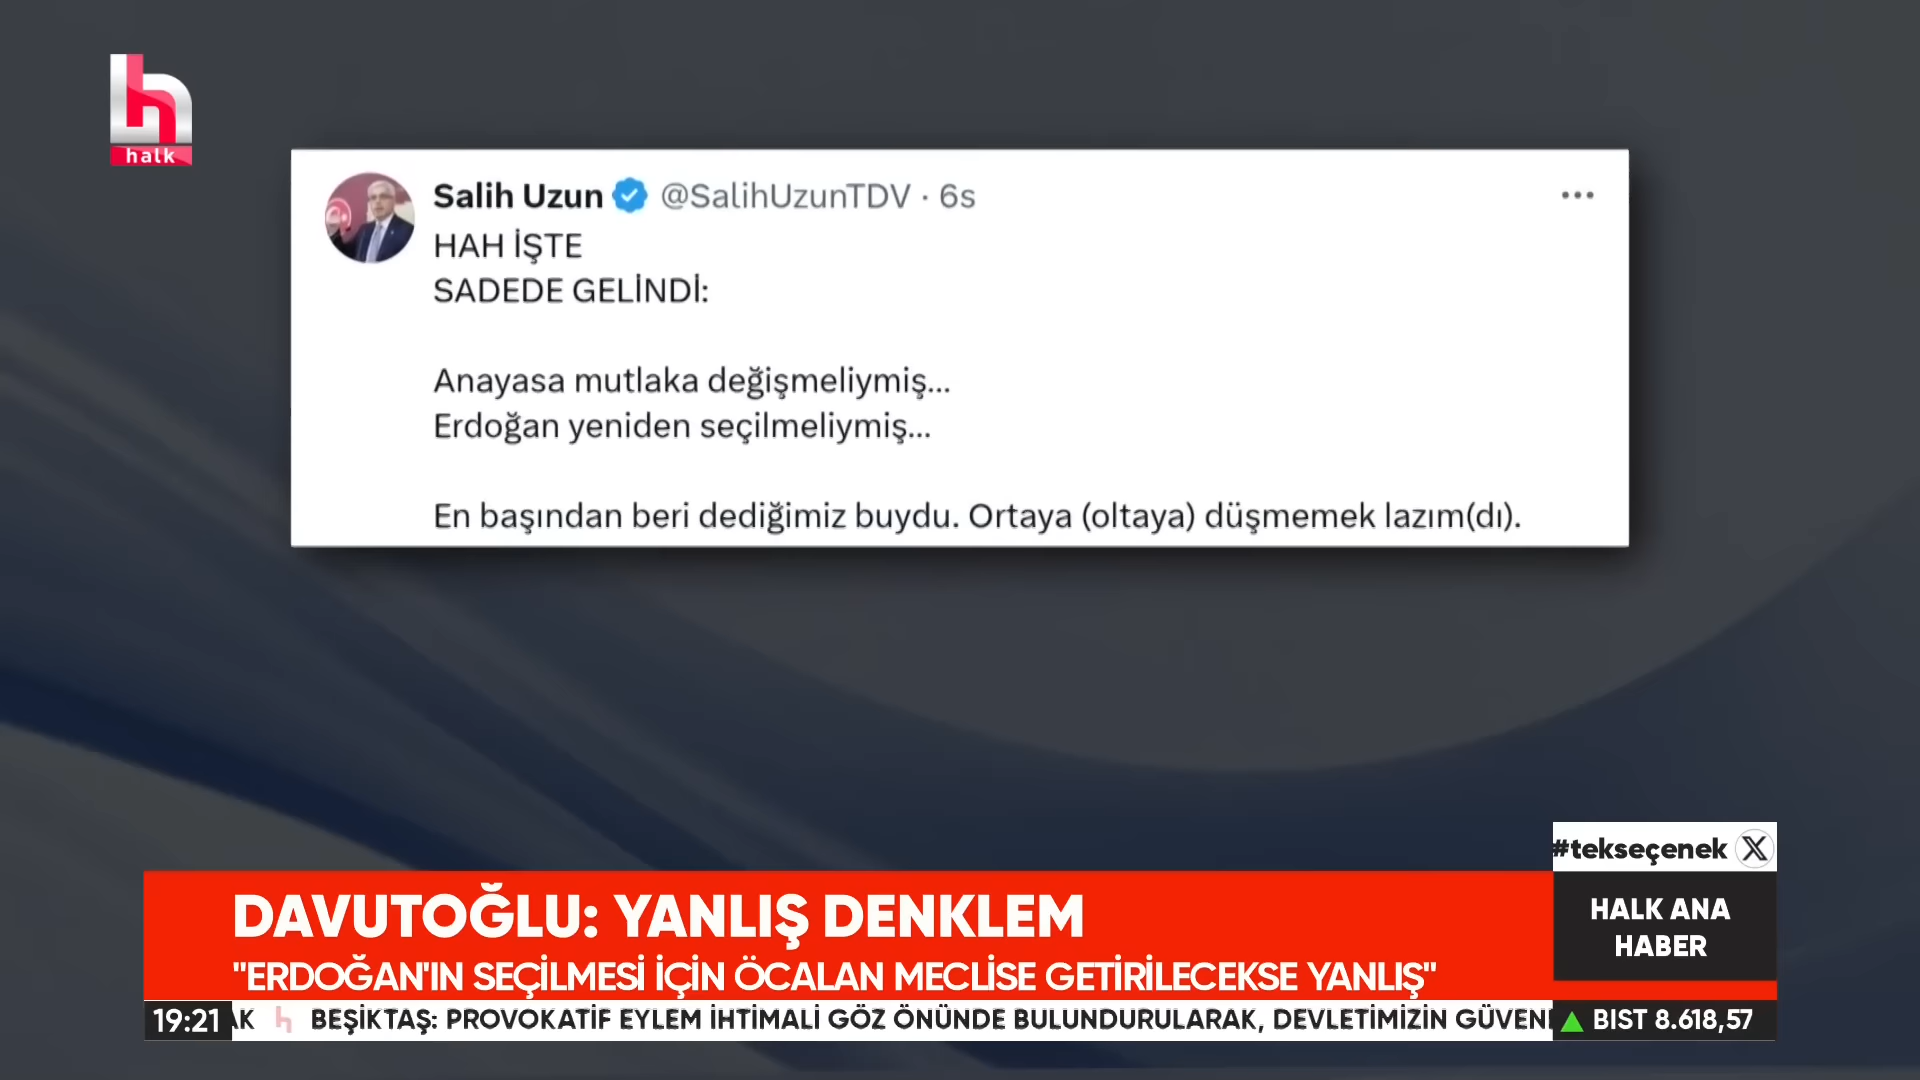 halk
Salih Uzun @SalihUzunTDV · 6s
HAH İŞTE
SADEDE GELİNDİ:
Anayasa mutlaka değişmeliymiş...
Erdoğan yeniden seçilmeliymiş...
En başından beri dediğimiz buydu. Ortaya (oltaya) düşmemek lazım(dı).
#tekseçenek
DAVUTOĞLU: YANLIŞ DENKLEM
"ERDOĞAN'IN SEÇİLMESİ İÇİN ÖCALAN MECLİSE GETİRİLECEKSE YANLIŞ"
HALK ANA
HABER
19:21 AK BEŞİKTAŞ: PROVOKATİF EYLEM İHTİMALİ GÖZ ÖNÜNDE BULUNDURULARAK, DEVLETİMİZİN GÜVEN BIST 8.618,57